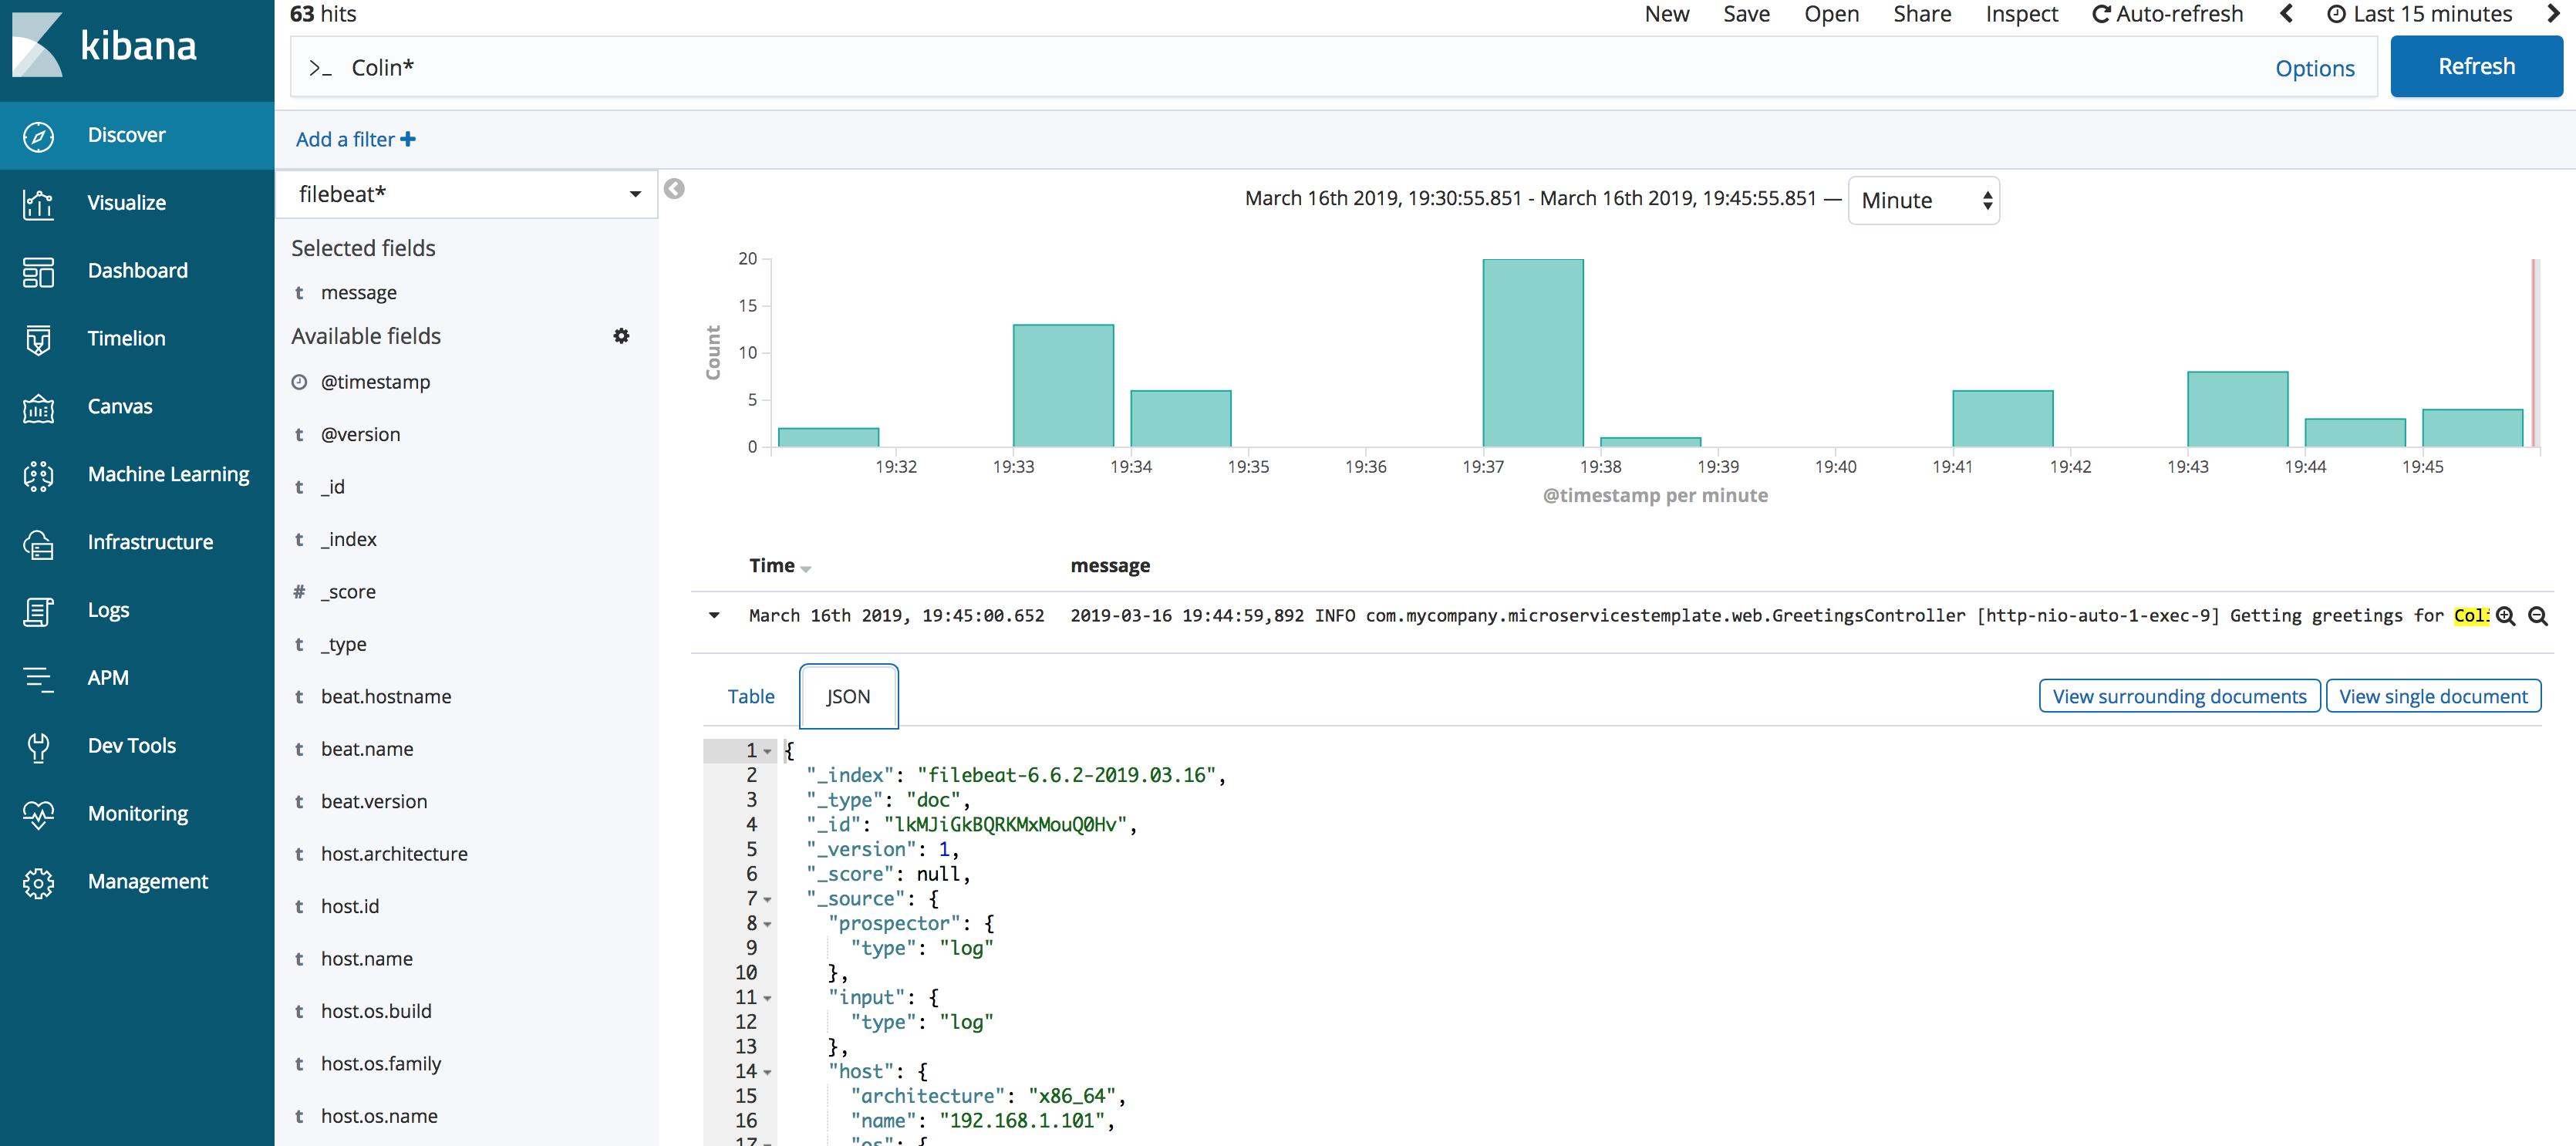 kibana
Discover
Visualize
Dashboard
Timelion
Canvas
Machine Learning
Infrastructure
Logs
APM
Dev Tools
Monitoring
Management
63 hits
New Save Open Share Inspect Auto-refresh Last 15 minutes
>_ Colin* Options Refresh
Add a filter +
filebeat*
Selected fields
t message
Available fields
@timestamp
t @version
t _id
t _index
# _score
t _type
t beat.hostname
t beat.name
t beat.version
t host.architecture
t host.id
t host.name
t host.os.build
t host.os.family
t host.os.name
March 16th 2019, 19:30:55.851 - March 16th 2019, 19:45:55.851 — Minute
Count
20
15
10
5
0
19:32 19:33 19:34 19:35 19:36 19:37 19:38 19:39 19:40 19:41 19:42 19:43 19:44 19:45
@timestamp per minute
Time message
March 16th 2019, 19:45:00.652 2019-03-16 19:44:59,892 INFO com.mycompany.microservicestemplate.web.GreetingsController [http-nio-auto-1-exec-9] Getting greetings for
Table JSON View surrounding documents View single document
1 {
2 "_index": "filebeat-6.6.2-2019.03.16",
3 "_type": "doc",
4 "_id": "lkMJiGkBQRKMxMouQ0Hv",
5 "_version": 1,
6 "_score": null,
7 "_source": {
8 "prospector": {
9 "type": "log"
10 },
11 "input": {
12 "type": "log"
13 },
14 "host": {
15 "architecture": "x86_64",
16 "name": "192.168.1.101",
17 "os": {